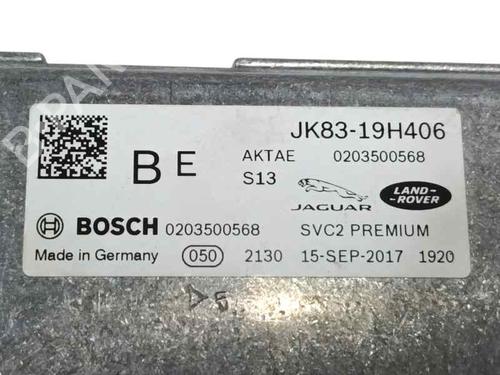 JK83-19H406
B E AKTAE 0203500568
S13
JAGUAR LAND-ROVER
BOSCH 0203500568 SVC2 PREMIUM
Made in Germany 050 2130 15-SEP-2017 1920